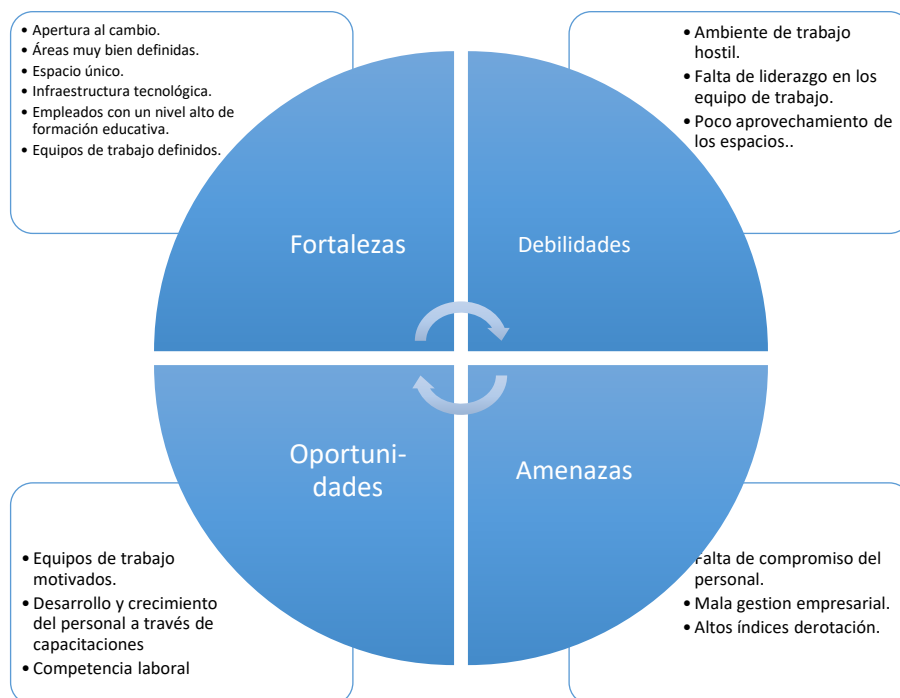 • Apertura al cambio.
• Áreas muy bien definidas.
• Espacio único.
• Infraestructura tecnológica.
• Empleados con un nivel alto de
formación educativa.
• Equipos de trabajo definidos.
• Ambiente de trabajo
hostil.
• Falta de liderazgo en los
equipo de trabajo.
• Poco aprovechamiento de
los espacios..
Fortalezas
Debilidades
Oportuni-
dades
Amenazas
• Equipos de trabajo
motivados.
• Desarrollo y crecimiento
del personal a través de
capacitaciones
• Competencia laboral
Falta de compromiso del
personal.
• Mala gestion empresarial.
• Altos índices derotación.